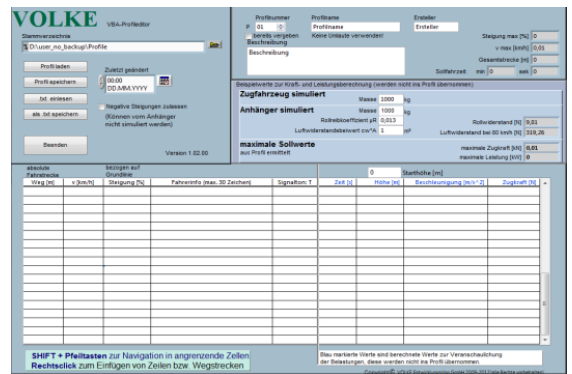 VOLKE VBA-Profileditor
Stammverzeichnis
D:\user_no_backup\Profile
Profil laden
Profil speichern
.txt einlesen
als .txt speichern
Beenden
Zuletzt geändert
00:00
DD.MM.YYYY
Negative Steigungen zulassen
(Können vom Anhänger
nicht simuliert werden)
Version 1.02.00
Profilnummer Profilname Ersteller
P 01 Profilname Ersteller
bereits vergeben Keine Umlaute verwenden!
Beschreibung
Beschreibung
Steigung max [%] 0
v max [km/h] 0,01
Gesamtstrecke [m] 0
Sollfahrzeit: min 0 sek 0
Beispielwerte zur Kraft- und Leistungsberechnung (werden nicht ins Profil übernommen)
Zugfahrzeug simuliert Masse 1000 kg
Anhänger simuliert Masse 1000 kg
Rollreibkoeffizient µR 0,013 Rollwiderstand [N]
Luftwiderstandsbeiwert cw*A 1 m² Luftwiderstand bei 80 km/h [N] 319,26
maximale Sollwerte
aus Profil ermittelt
maximale Zugkraft [kN] 0,01
maximale Leistung [kW] 0
absolute
Fahrstrecke
bezogen auf
Grundlinie
0 Starthöhe [m]
Weg [m] v [km/h] Steigung [%] Fahrerinfo (max. 30 Zeichen) Signalton: T Zeit [s] Höhe [m] Beschleunigung [m/s^2] Zugkraft [N]
SHIFT + Pfeiltasten zur Navigation in angrenzende Zellen
Rechtsklick zum Einfügen von Zeilen bzw. Wegstrecken
Blau markierte Werte sind berechnete Werte zur Veranschaulichung
der Belastungen, diese werden nicht ins Profil übernommen.